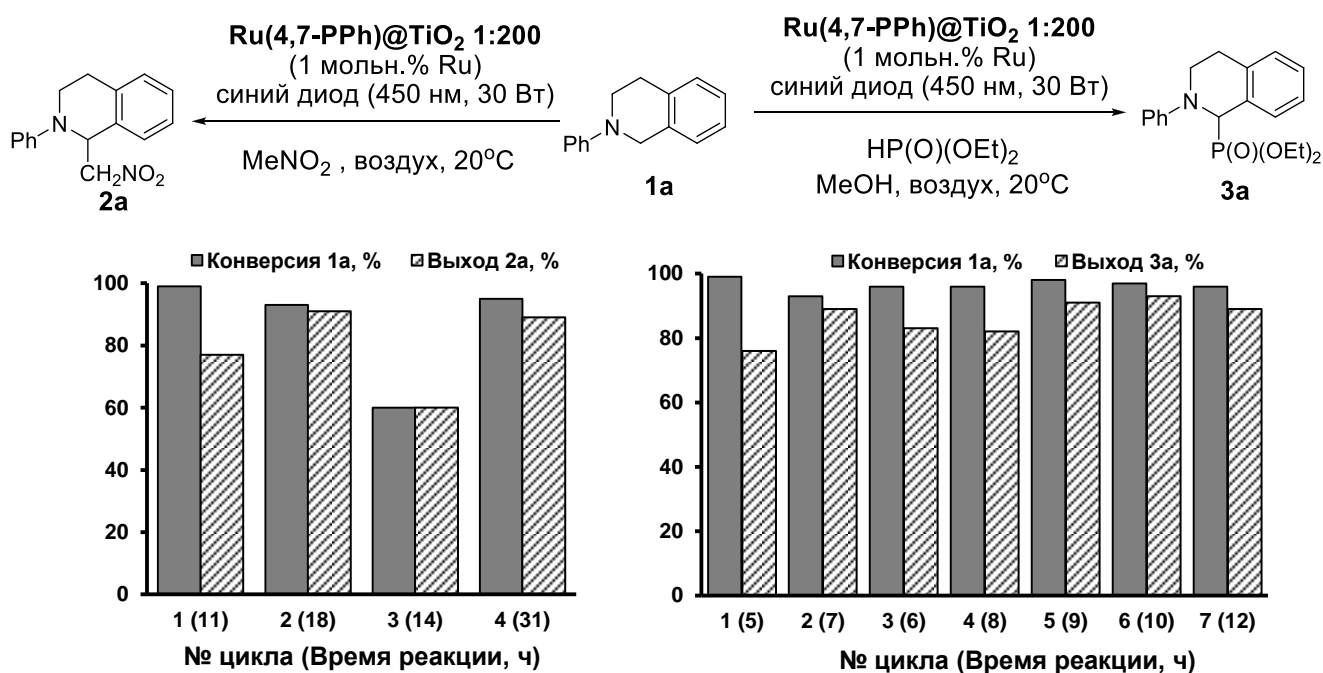 Ru(4,7-PPh)@TiO₂ 1:200
(1 мольн.% Ru)
синий диод (450 нм, 30 Вт)
MeNO₂ , воздух, 20°C
Ph
N
CH₂NO₂
2a
Ph
N
1a
Ru(4,7-PPh)@TiO₂ 1:200
(1 мольн.% Ru)
синий диод (450 нм, 30 Вт)
HP(O)(OEt)₂
MeOH, воздух, 20°C
Ph
N
P(O)(OEt)₂
3a
Конверсия 1a, % Выход 2a, %
100
80
60
40
20
0
1 (11) 2 (18) 3 (14) 4 (31)
№ цикла (Время реакции, ч)
Конверсия 1a, % Выход 3a, %
100
80
60
40
20
0
1 (5) 2 (7) 3 (6) 4 (8) 5 (9) 6 (10) 7 (12)
№ цикла (Время реакции, ч)